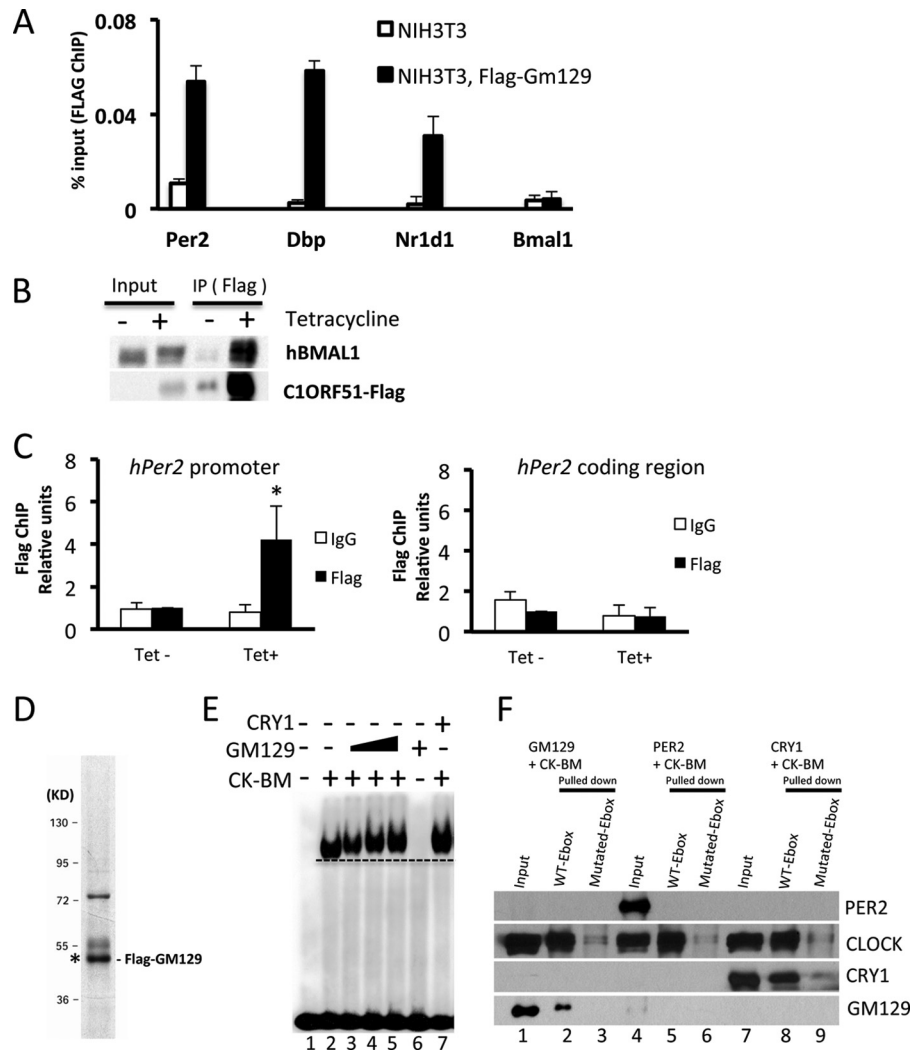 A
% input (FLAG ChIP)
0.08
0.04
0
NIH3T3
NIH3T3, Flag-Gm129
Per2 Dbp Nr1d1 Bmal1
B
Input IP ( Flag )
- + - + Tetracycline
hBMAL1
C1ORF51-Flag
C
hPer2 promoter
Flag ChIP
Relative units
8
6
4
2
0
*
IgG
Flag
Tet - Tet+
hPer2 coding region
Flag ChIP
Relative units
8
6
4
2
0
IgG
Flag
Tet - Tet+
D
(KD)
130 -
95 -
72 -
55 -
* - Flag-GM129
36 -
E
CRY1 - - - - - - +
GM129 - - + -
CK-BM - + + + + - +
1 2 3 4 5 6 7
F
GM129
+ CK-BM
Pulled down
PER2
+ CK-BM
Pulled down
CRY1
+ CK-BM
Pulled down
Input WT-Ebox Mutated-Ebox Input WT-Ebox Mutated-Ebox Input WT-Ebox Mutated-Ebox
PER2
CLOCK
CRY1
GM129
1 2 3 4 5 6 7 8 9